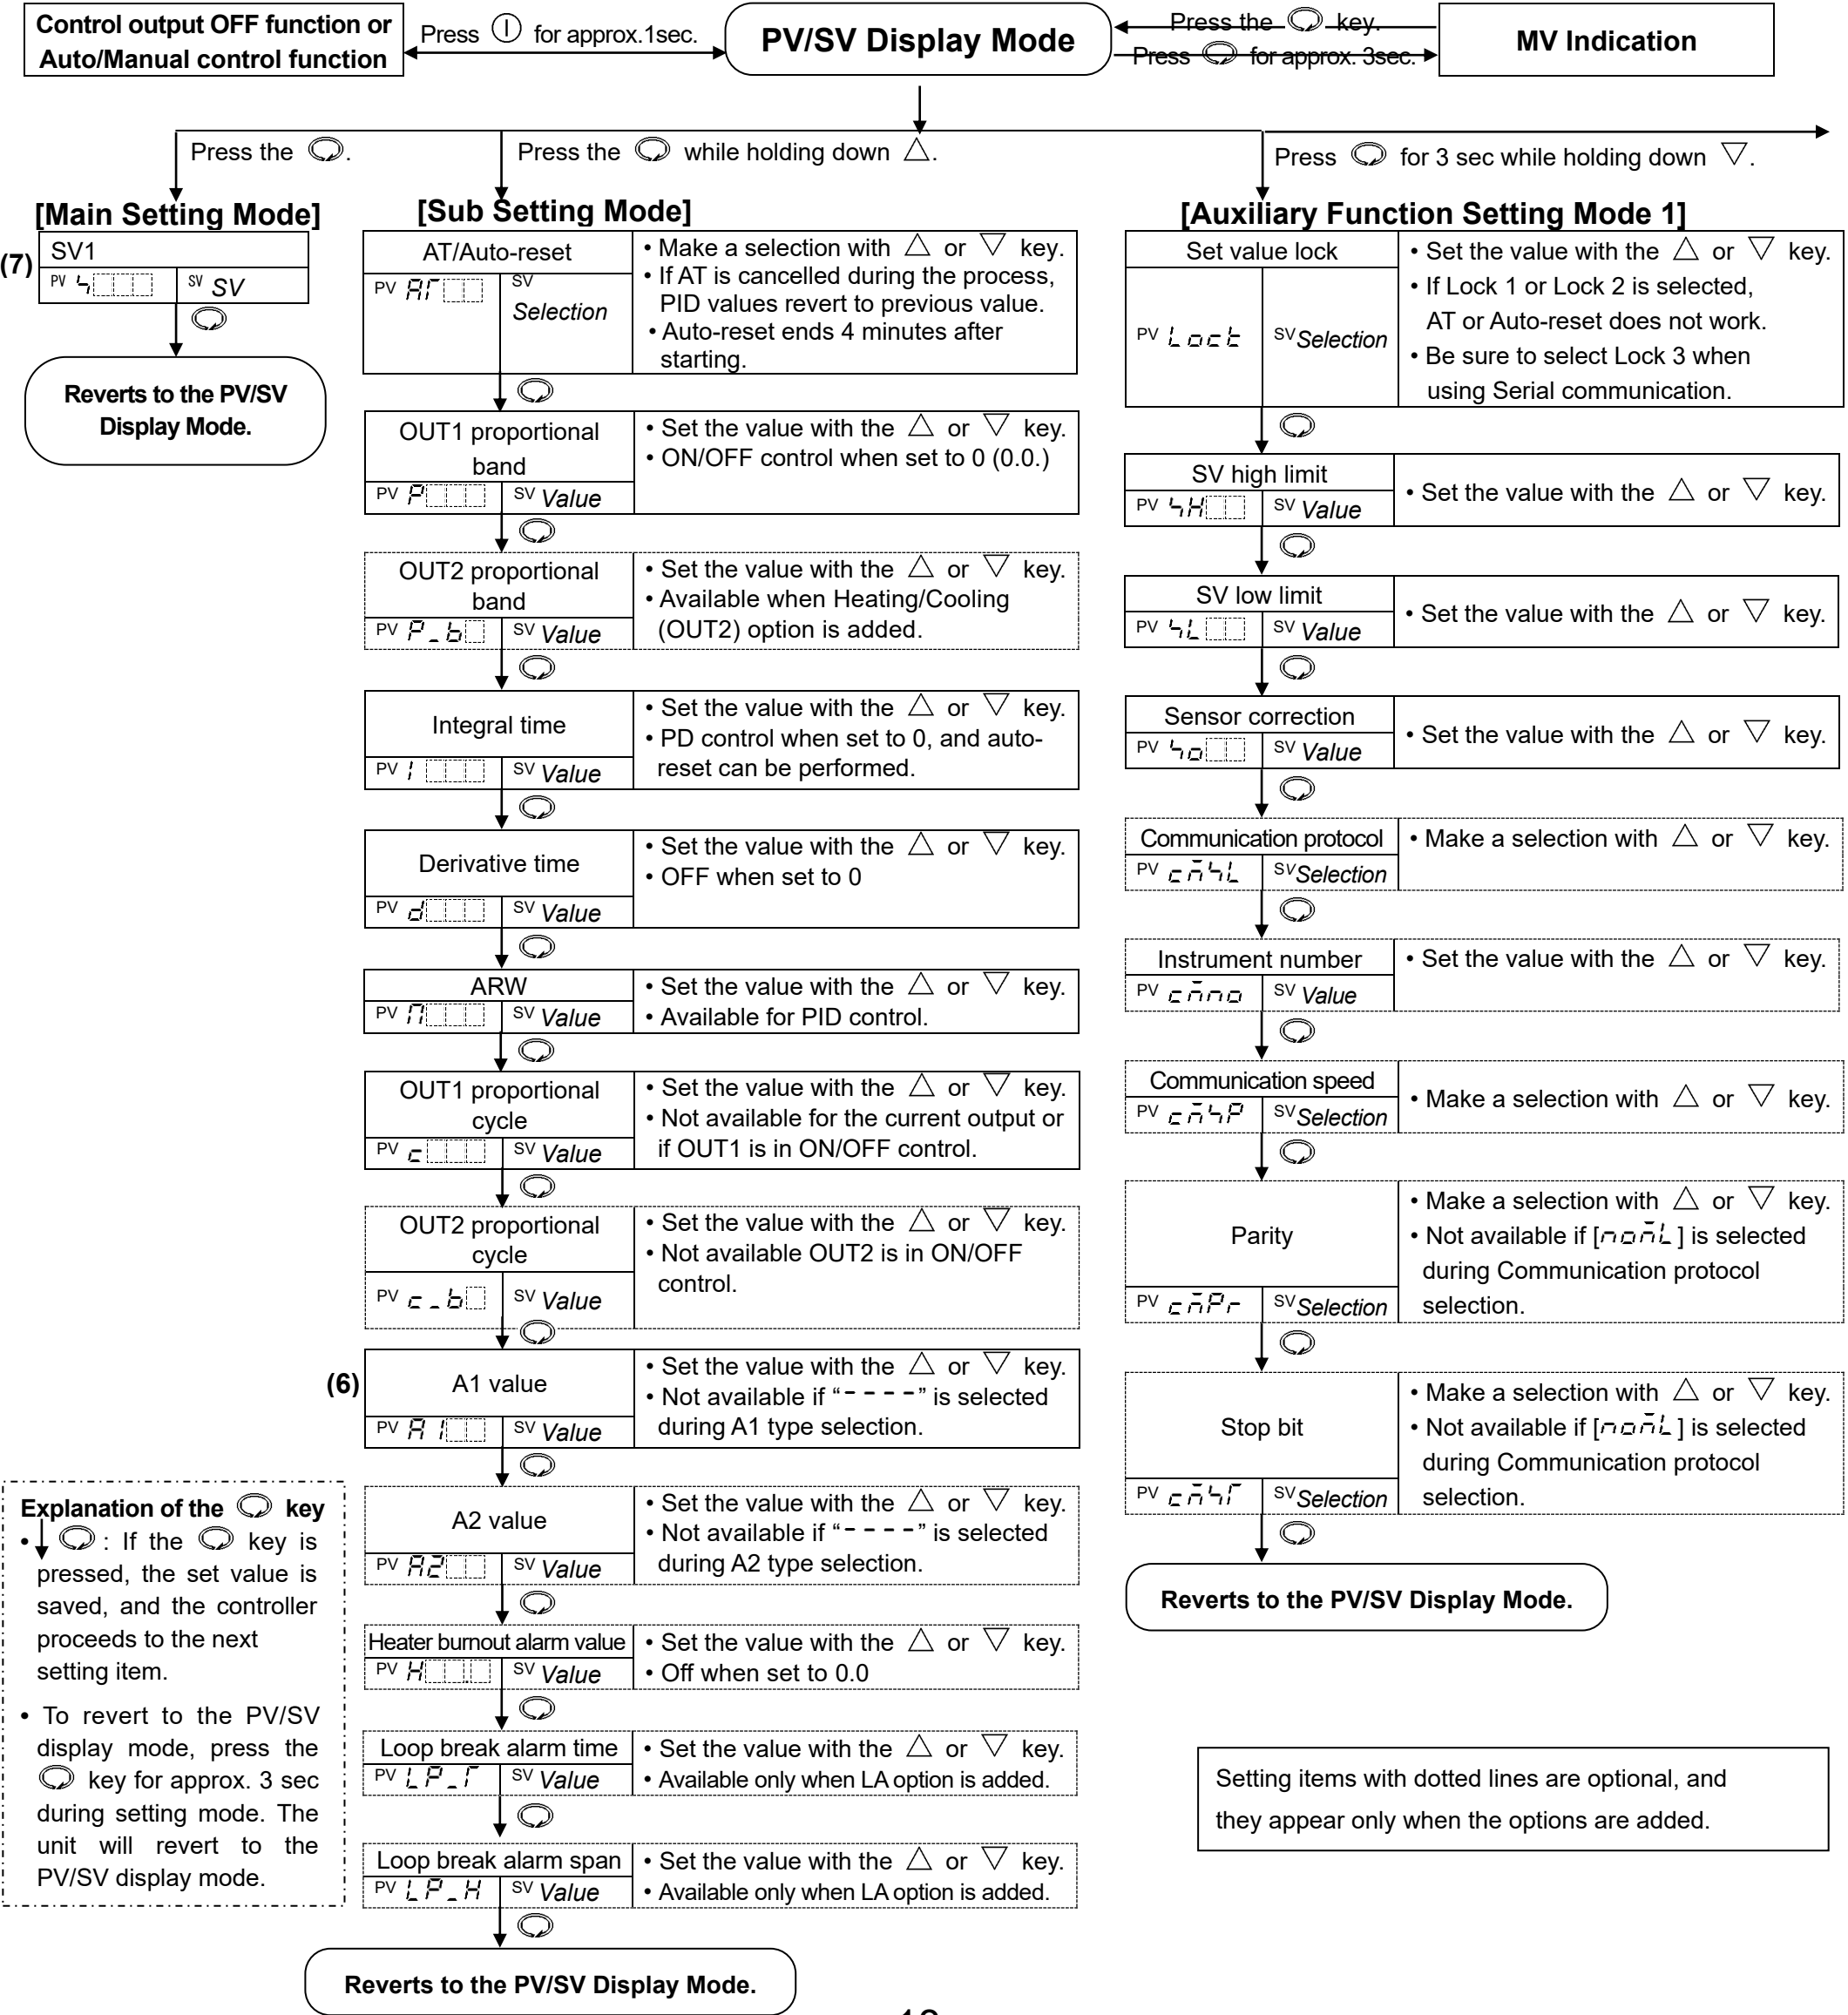 Control output OFF function or
Auto/Manual control function
Press for approx.1sec.
PV/SV Display Mode
Press the key.
Press for approx. 3sec.
MV Indication
Press the .
Press the while holding down △.
Press for 3 sec while holding down ▽.
[Main Setting Mode]
(7)
SV1
PV
SV SV
Reverts to the PV/SV
Display Mode.
[Sub Setting Mode]
AT/Auto-reset
PV AT
SV
Selection
• Make a selection with △ or ▽ key.
• If AT is cancelled during the process,
PID values revert to previous value.
• Auto-reset ends 4 minutes after
starting.
OUT1 proportional
band
PV P
SV Value
• Set the value with the △ or ▽ key.
• ON/OFF control when set to 0 (0.0.)
OUT2 proportional
band
PV P_b
SV Value
• Set the value with the △ or ▽ key.
• Available when Heating/Cooling
(OUT2) option is added.
Integral time
PV I
SV Value
• Set the value with the △ or ▽ key.
• PD control when set to 0, and auto-
reset can be performed.
Derivative time
PV d
SV Value
• Set the value with the △ or ▽ key.
• OFF when set to 0
ARW
PV
SV Value
• Set the value with the △ or ▽ key.
• Available for PID control.
OUT1 proportional
cycle
PV c
SV Value
• Set the value with the △ or ▽ key.
• Not available for the current output or
if OUT1 is in ON/OFF control.
OUT2 proportional
cycle
PV c_b
SV Value
• Set the value with the △ or ▽ key.
• Not available OUT2 is in ON/OFF
control.
(6)
A1 value
PV A1
SV Value
• Set the value with the △ or ▽ key.
• Not available if “- - - -” is selected
during A1 type selection.
A2 value
PV A2
SV Value
• Set the value with the △ or ▽ key.
• Not available if “- - - -” is selected
during A2 type selection.
Heater burnout alarm value
PV H .
SV Value
• Set the value with the △ or ▽ key.
• Off when set to 0.0
Loop break alarm time
PV LP_T
SV Value
• Set the value with the △ or ▽ key.
• Available only when LA option is added.
Loop break alarm span
PV LP_H
SV Value
• Set the value with the △ or ▽ key.
• Available only when LA option is added.
Reverts to the PV/SV Display Mode.
[Auxiliary Function Setting Mode 1]
Set value lock
PV Lock
SV Selection
• Set the value with the △ or ▽ key.
• If Lock 1 or Lock 2 is selected,
AT or Auto-reset does not work.
• Be sure to select Lock 3 when
using Serial communication.
SV high limit
PV sH
SV Value
• Set the value with the △ or ▽ key.
SV low limit
PV sL
SV Value
• Set the value with the △ or ▽ key.
Sensor correction
PV so
SV Value
• Set the value with the △ or ▽ key.
Communication protocol
PV cmsL
SV Selection
• Make a selection with △ or ▽ key.
Instrument number
PV cmno
SV Value
• Set the value with the △ or ▽ key.
Communication speed
PV cmsP
SV Selection
• Make a selection with △ or ▽ key.
Parity
PV cmPr
SV Selection
• Make a selection with △ or ▽ key.
• Not available if [nomL] is selected
during Communication protocol
selection.
Stop bit
PV cmsT
SV Selection
• Make a selection with △ or ▽ key.
• Not available if [nomL] is selected
during Communication protocol
selection.
Reverts to the PV/SV Display Mode.
Explanation of the key
• : If the key is
pressed, the set value is
saved, and the controller
proceeds to the next
setting item.
• To revert to the PV/SV
display mode, press the
key for approx. 3 sec
during setting mode. The
unit will revert to the
PV/SV display mode.
Setting items with dotted lines are optional, and
they appear only when the options are added.